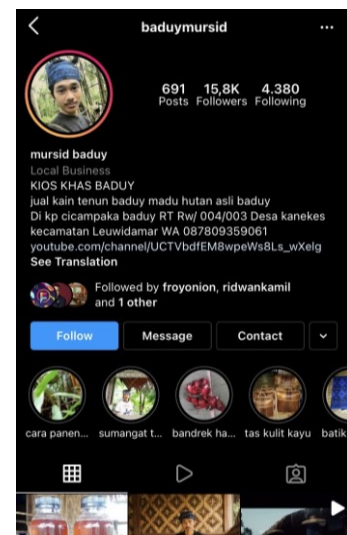 baduymursid
691 15,8K 4.380
Posts Followers Following
mursid baduy
Local Business
KIOS KHAS BADUY
jual kain tenun baduy madu hutan asli baduy
Di kp cicampaka baduy RT Rw/ 004/003 Desa kanekes
kecamatan Leuwidamar WA 087809359061
youtube.com/channel/UCTVbdfEM8wpeWs8Ls_wXelg
See Translation
Followed by froyonion, ridwankamil
and 1 other
Follow Message Contact
cara panen... sumangat t... bandrek ha... tas kulit kayu batik